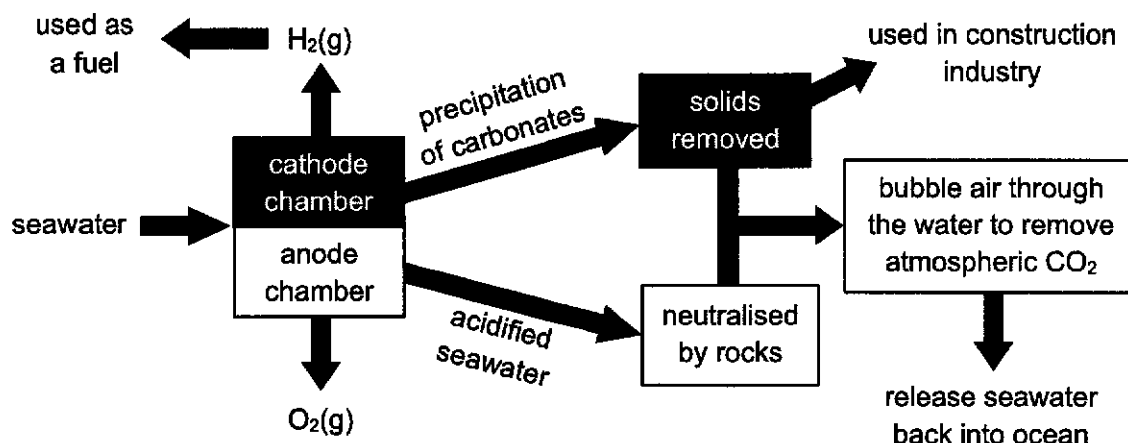 used as
a fuel
H₂(g)
precipitation
of carbonates
solids
removed
used in construction
industry
cathode
chamber
seawater
anode
chamber
bubble air through
the water to remove
atmospheric CO₂
acidified
seawater
neutralised
by rocks
O₂(g)
release seawater
back into ocean